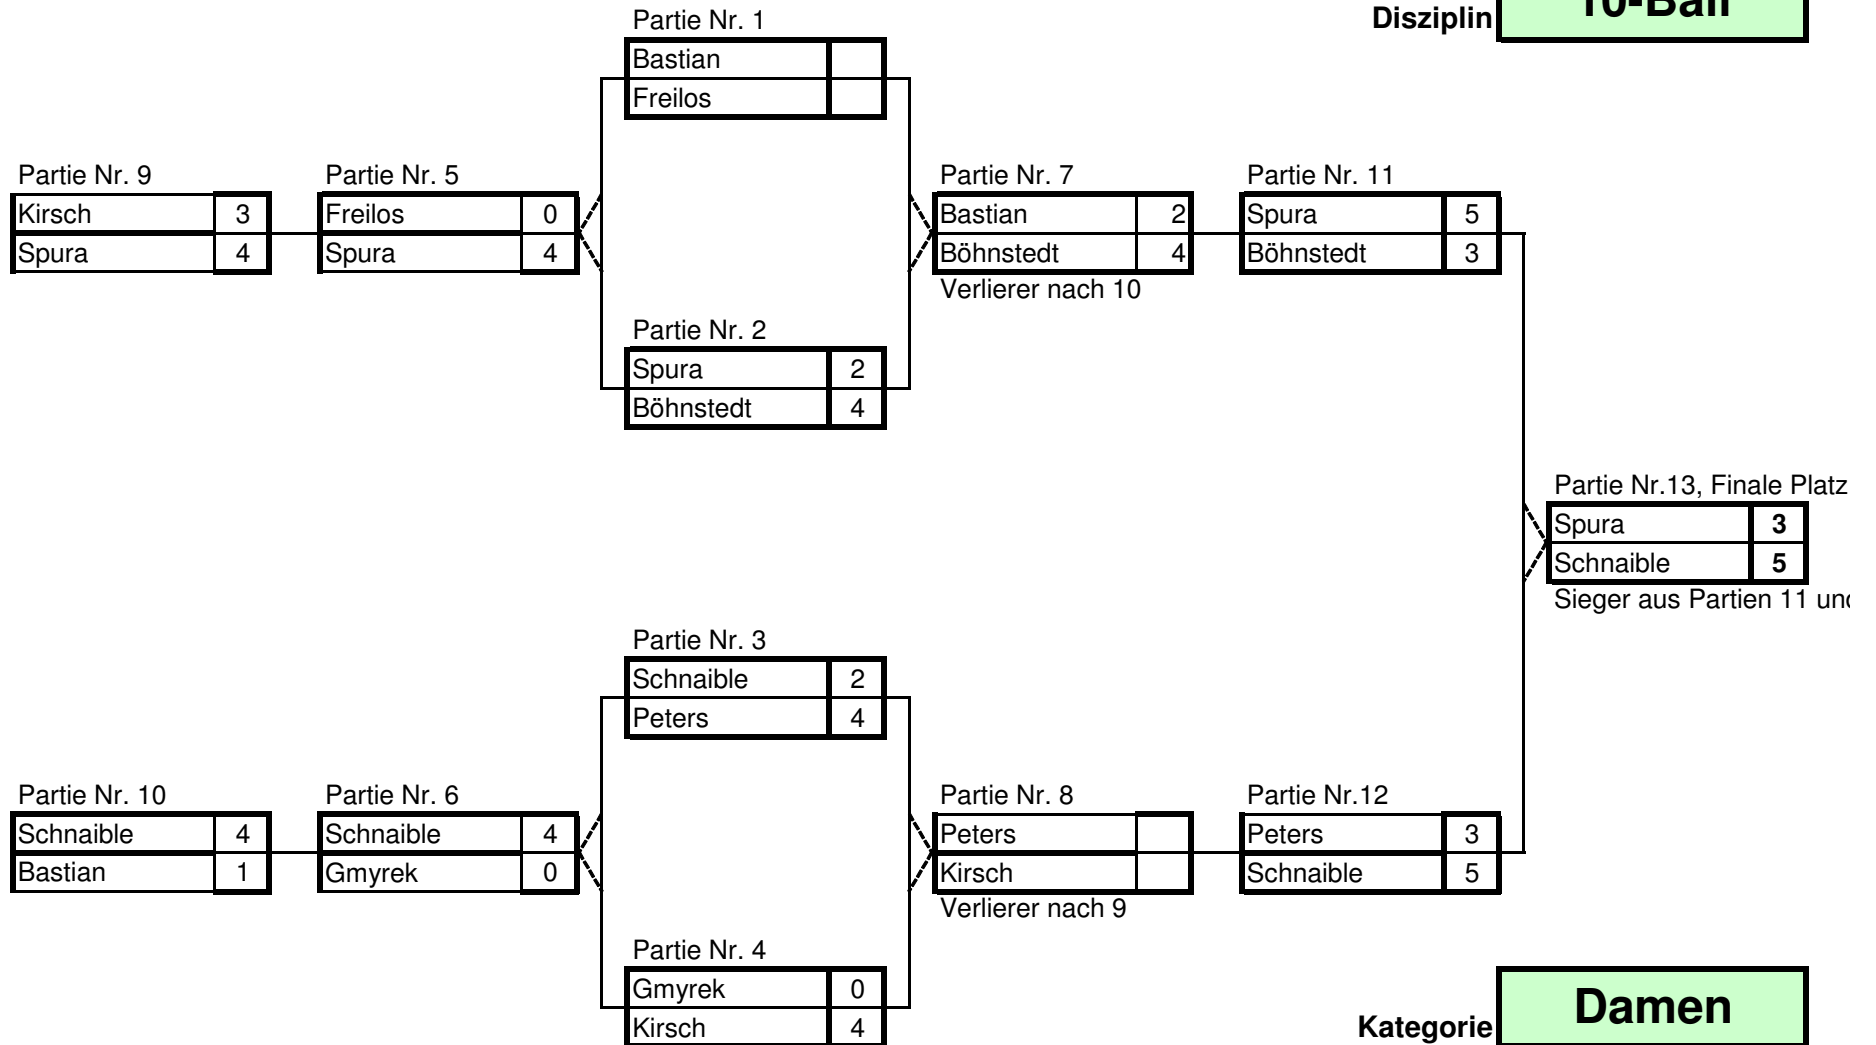 Partie Nr. 1
Disziplin 10-Ball
Bastian
Freilos
Partie Nr. 9
Kirsch 3
Spura 4
Partie Nr. 5
Freilos 0
Spura 4
Partie Nr. 7
Bastian 2
Böhnstedt 4
Verlierer nach 10
Partie Nr. 11
Spura 5
Böhnstedt 3
Partie Nr. 2
Spura 2
Böhnstedt 4
Partie Nr.13, Finale Platz
Spura 3
Schnaible 5
Sieger aus Partien 11 und
Partie Nr. 3
Schnaible 2
Peters 4
Partie Nr. 10
Schnaible 4
Bastian 1
Partie Nr. 6
Schnaible 4
Gmyrek 0
Partie Nr. 8
Peters
Kirsch
Verlierer nach 9
Partie Nr.12
Peters 3
Schnaible 5
Partie Nr. 4
Gmyrek 0
Kirsch 4
Kategorie Damen